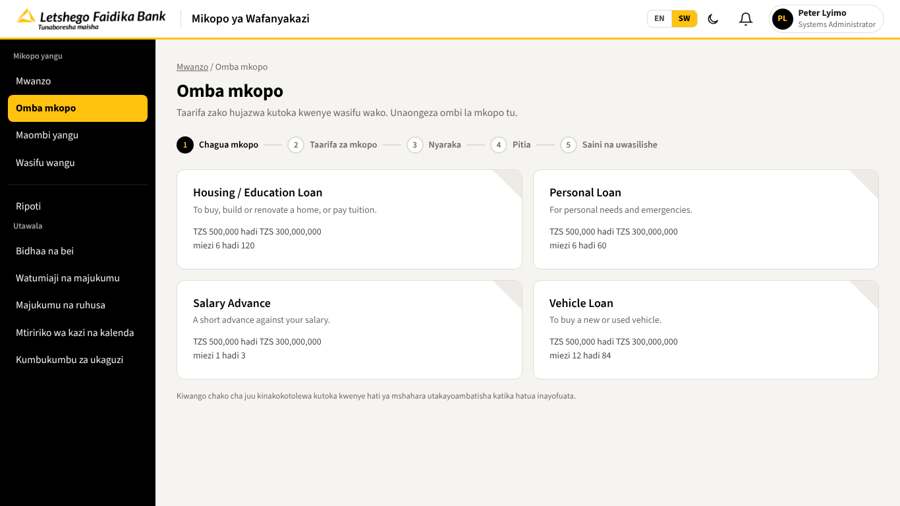 Letshego Faidika Bank
Tunaboresha maisha
Mikopo ya Wafanyakazi
EN SW
PL
Peter Lyimo
Systems Administrator
Mikopo yangu
Mwanzo
Omba mkopo
Maombi yangu
Wasifu wangu
Ripoti
Utawala
Bidhaa na bei
Watumiaji na majukumu
Majukumu na ruhusa
Mtiririko wa kazi na kalenda
Kumbukumbu za ukaguzi
Mwanzo / Omba mkopo
Omba mkopo
Taarifa zako hujazwa kutoka kwenye wasifu wako. Unaongeza ombi la mkopo tu.
1 Chagua mkopo 2 Taarifa za mkopo 3 Nyaraka 4 Pitia 5 Saini na uwasilishe
Housing / Education Loan
To buy, build or renovate a home, or pay tuition.
TZS 500,000 hadi TZS 300,000,000
miezi 6 hadi 120
Personal Loan
For personal needs and emergencies.
TZS 500,000 hadi TZS 300,000,000
miezi 6 hadi 60
Salary Advance
A short advance against your salary.
TZS 500,000 hadi TZS 300,000,000
miezi 1 hadi 3
Vehicle Loan
To buy a new or used vehicle.
TZS 500,000 hadi TZS 300,000,000
miezi 12 hadi 84
Kiwango chako cha juu kinakokotolewa kutoka kwenye hati ya mshahara utakayoambatisha katika hatua inayofuata.